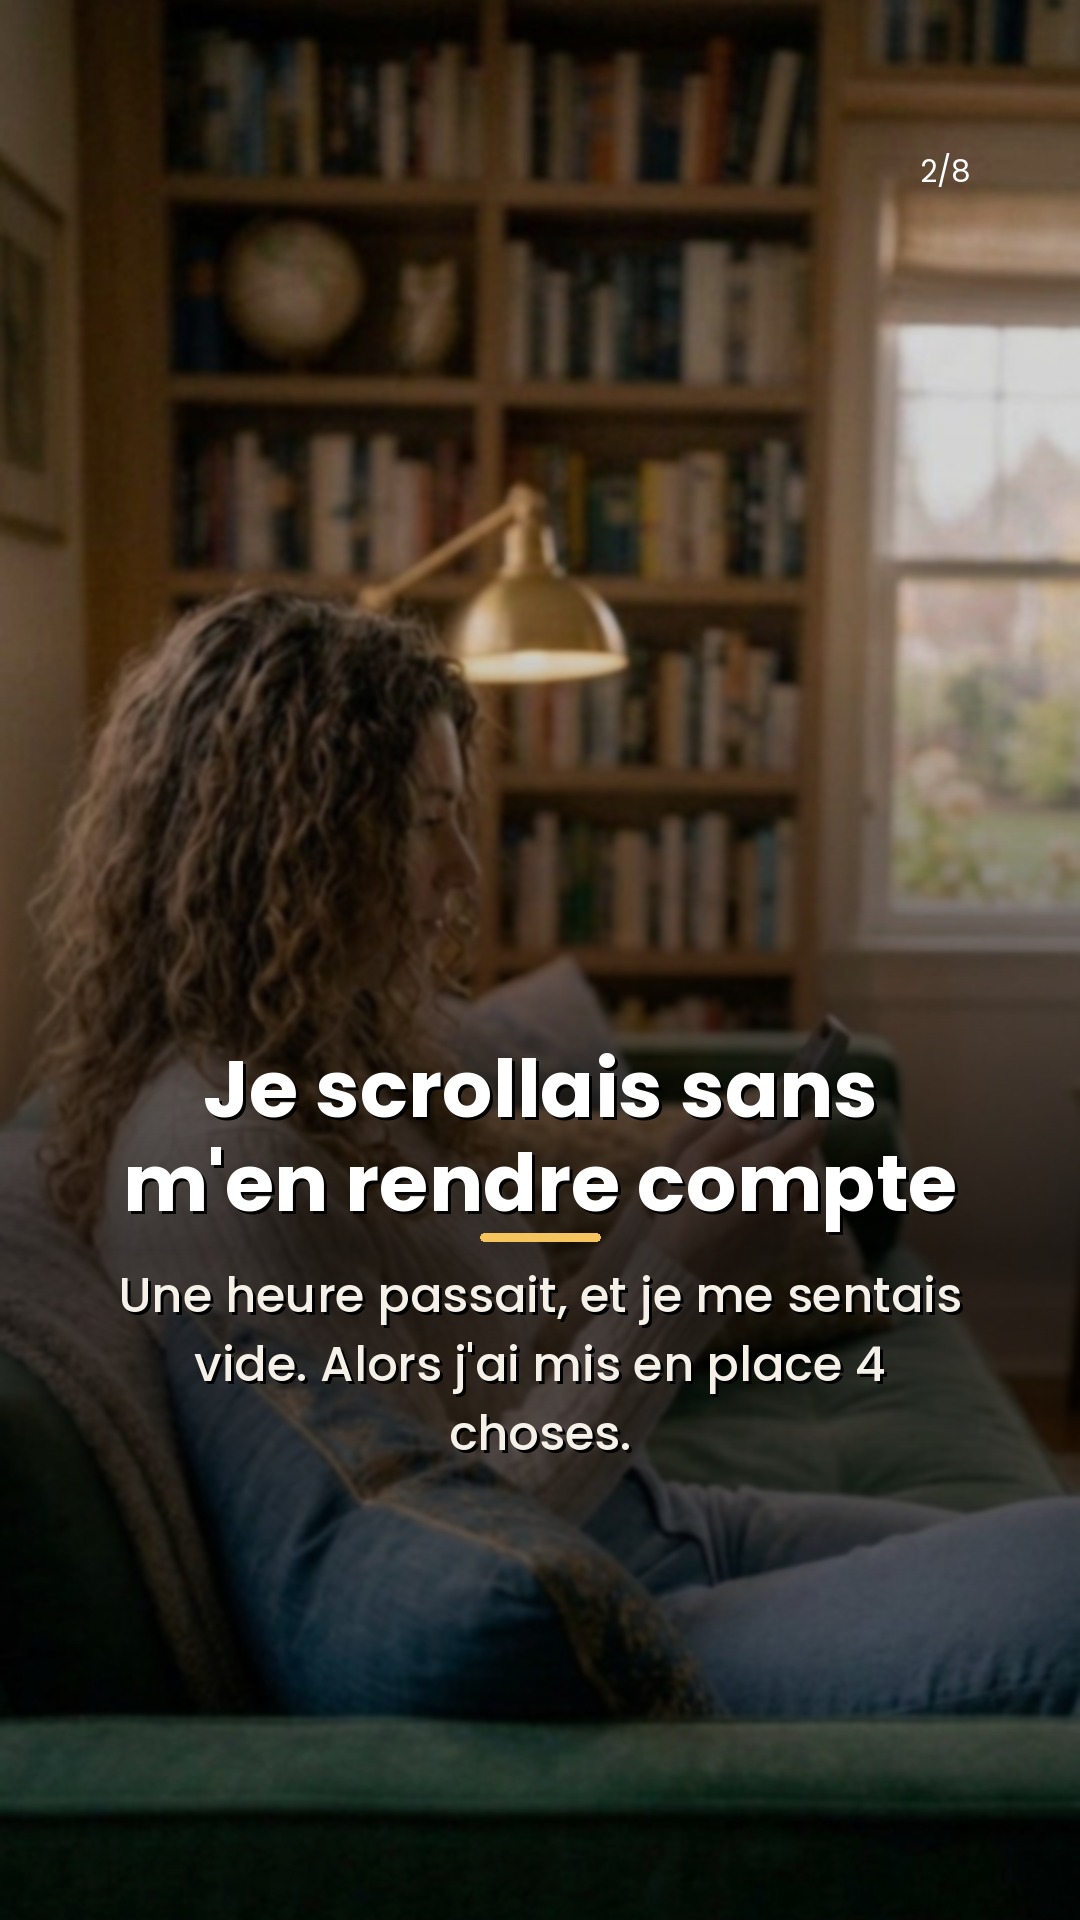 2/8
Je scrollais sans
m'en rendre compte
Une heure passait, et je me sentais
vide. Alors j'ai mis en place 4
choses.